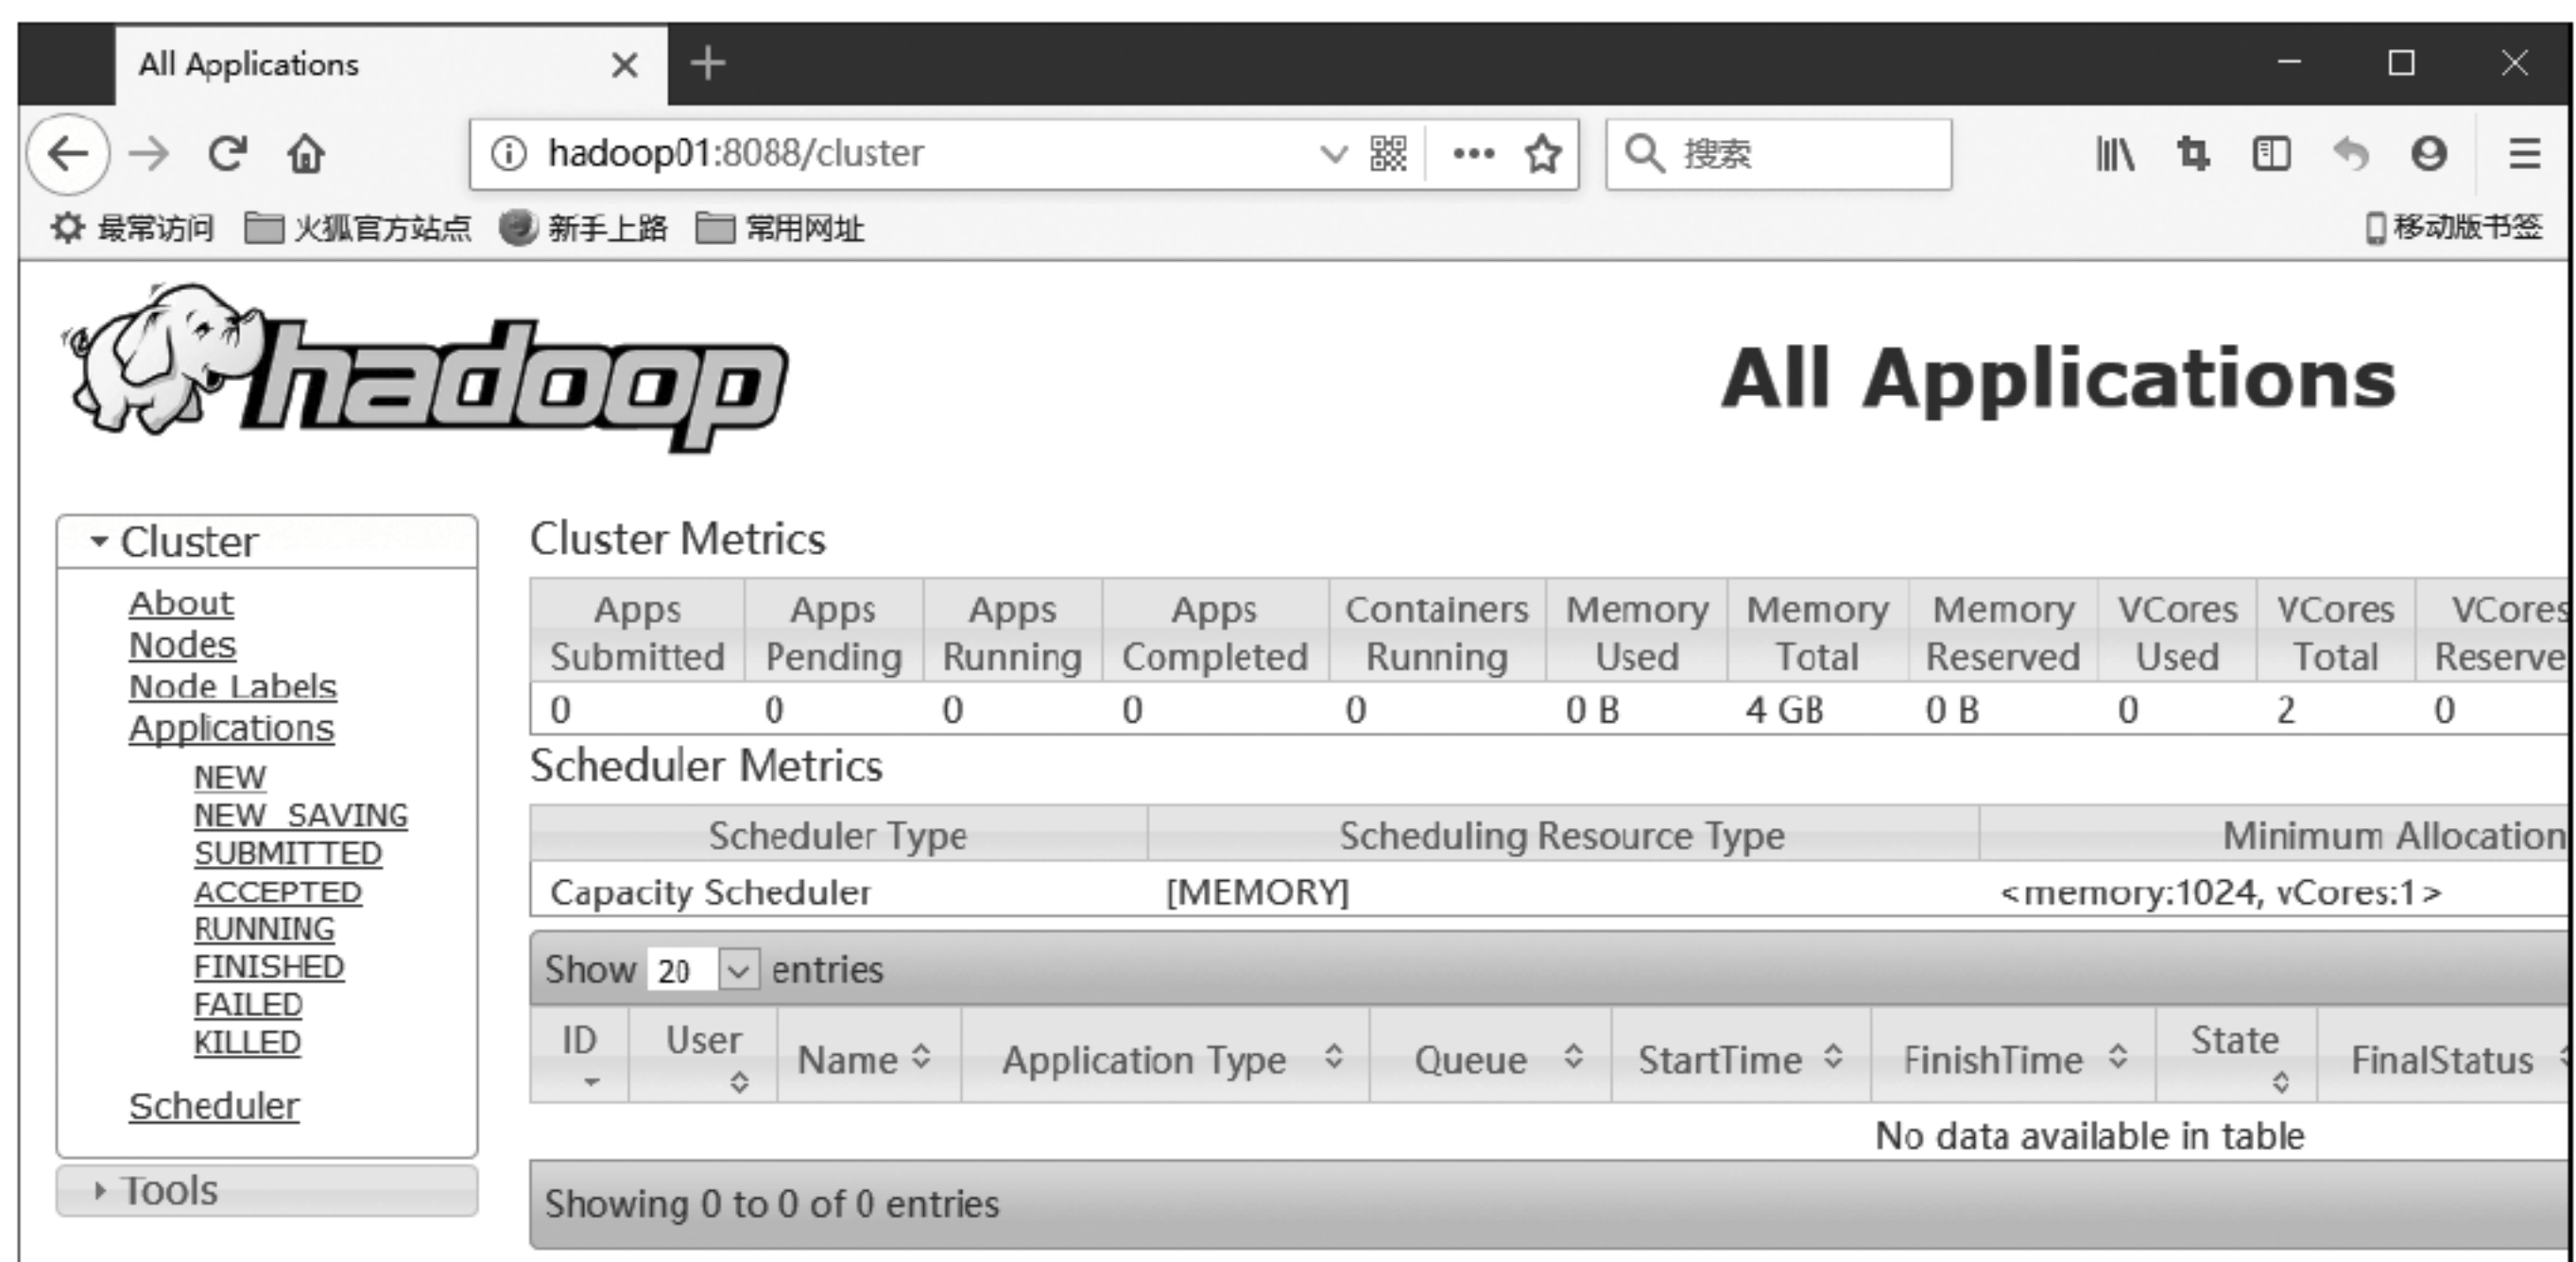 All Applications
hadoop01:8088/cluster
搜索
最常访问 火狐官方站点 新手上路 常用网址 移动版书签
hadoop
All Applications
Cluster
About
Nodes
Node Labels
Applications
NEW
NEW_SAVING
SUBMITTED
ACCEPTED
RUNNING
FINISHED
FAILED
KILLED
Scheduler
Tools
Cluster Metrics
Apps Submitted Apps Pending Apps Running Apps Completed Containers Running Memory Used Memory Total Memory Reserved VCores Used VCores Total VCores Reserve
0 0 0 0 0 0 B 4 GB 0 B 0 2 0
Scheduler Metrics
Scheduler Type Scheduling Resource Type Minimum Allocation
Capacity Scheduler [MEMORY] <memory:1024, vCores:1>
Show 20 entries
ID User Name Application Type Queue StartTime FinishTime State FinalStatus
No data available in table
Showing 0 to 0 of 0 entries